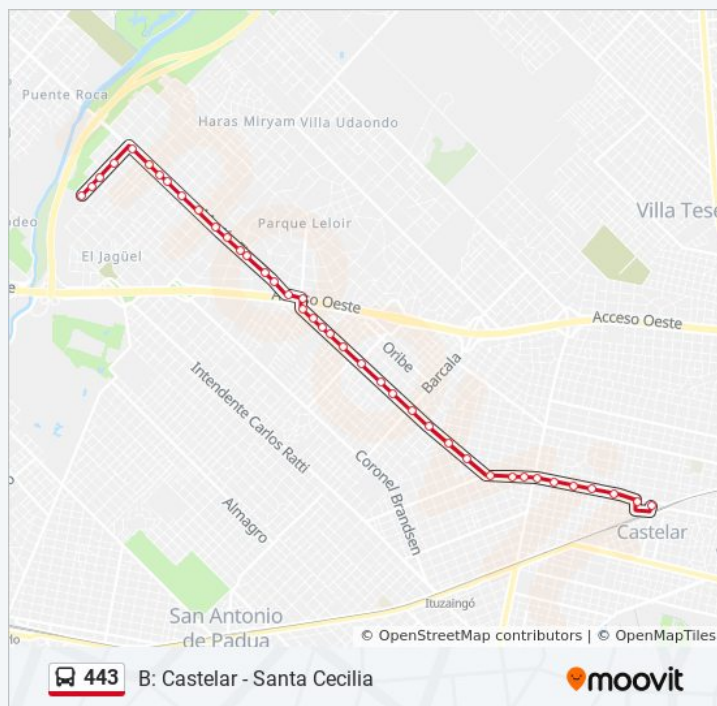 Puente Roca
Haras Miryam Villa Udaondo
Villa Tese
Parque Leloir
deo
El Jagüel
e
Acceso Oeste
Acceso Oeste
Oribe
Barcala
Intendente Carlos Ratti
Coronel Brandsen
Almagro
Castelar
San Antonio
de Padua
Ituzaingó
rlo
© OpenStreetMap contributors | © OpenMapTiles
443 B: Castelar - Santa Cecilia
moovit